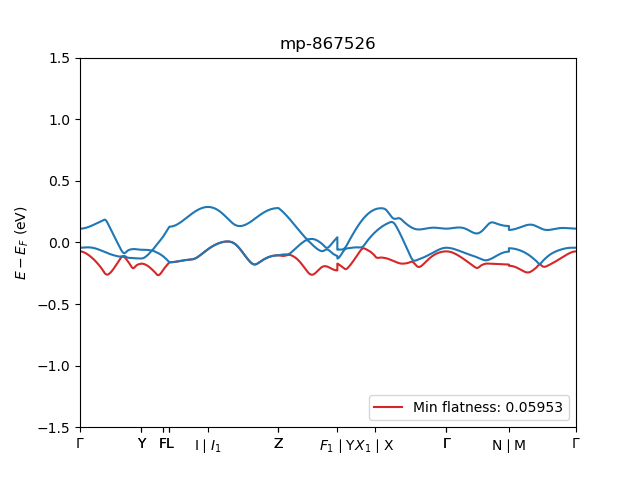 mp-867526
E − E_F (eV)
1.5
1.0
0.5
0.0
−0.5
−1.0
−1.5
Min flatness: 0.05953
Γ Y F L I | I₁ Z F₁ | Y X₁ | X Γ N | M Γ